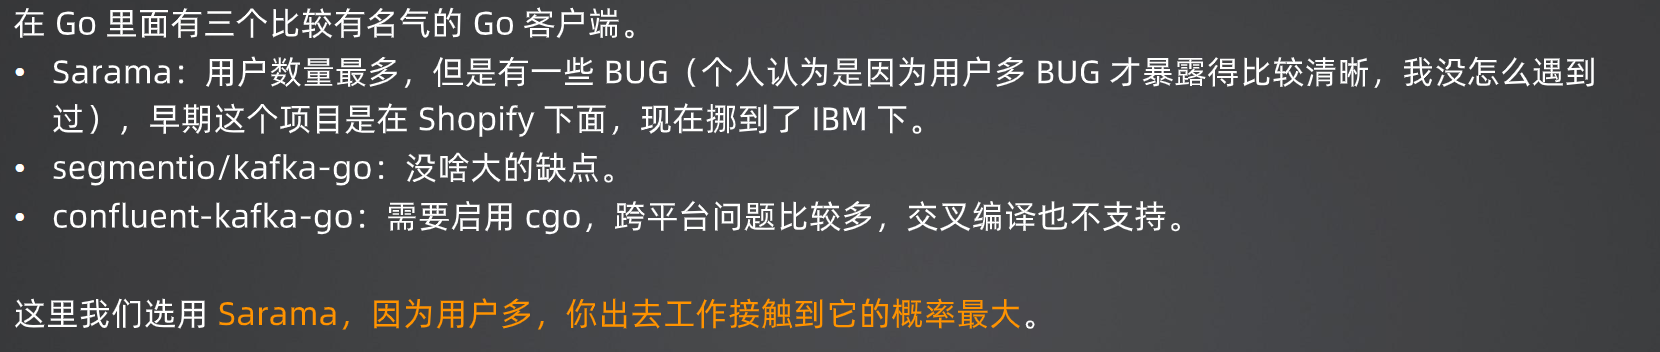 在 Go 里面有三个比较有名气的 Go 客户端。
• Sarama：用户数量最多，但是有一些 BUG（个人认为是因为用户多 BUG 才暴露得比较清晰，我没怎么遇到
过），早期这个项目是在 Shopify 下面，现在挪到了 IBM 下。
• segmentio/kafka-go：没啥大的缺点。
• confluent-kafka-go：需要启用 cgo，跨平台问题比较多，交叉编译也不支持。
这里我们选用 Sarama，因为用户多，你出去工作接触到它的概率最大。